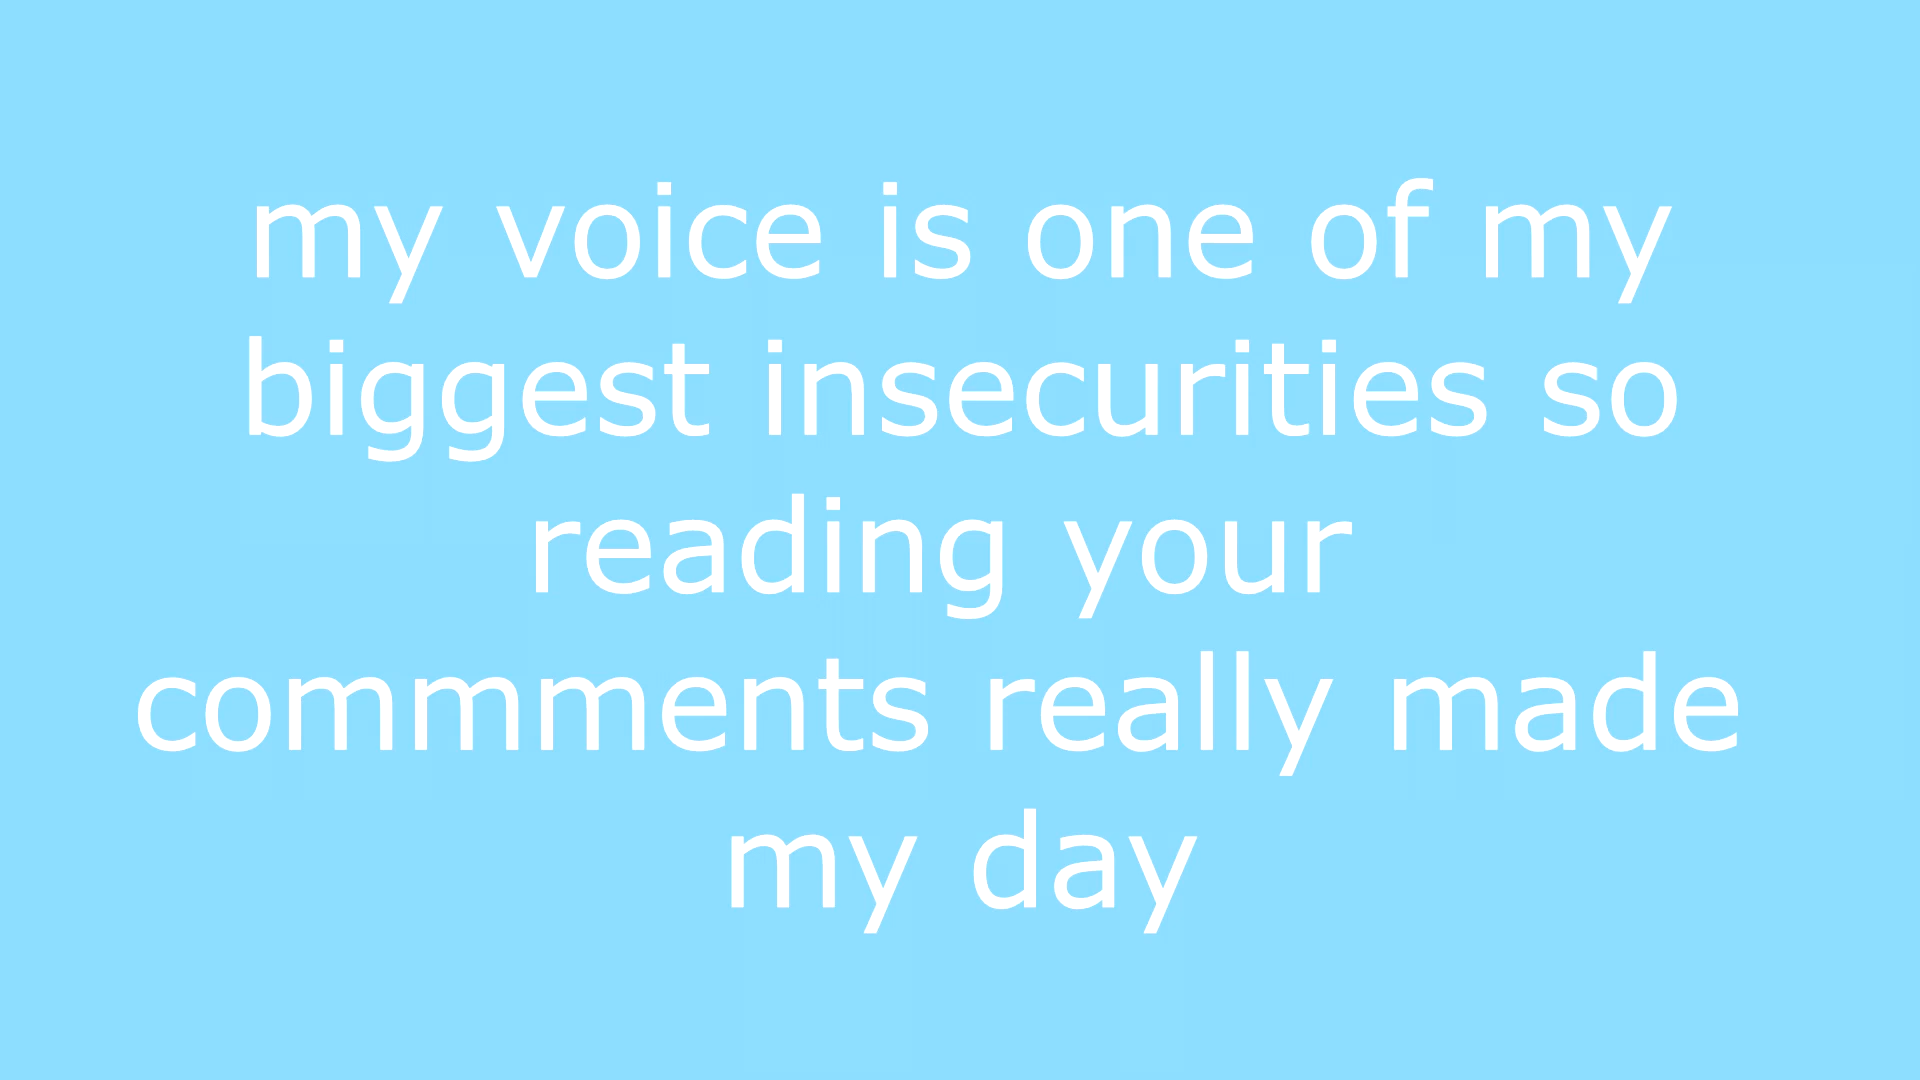 my voice is one of my
biggest insecurities so
reading your
commments really made
my day